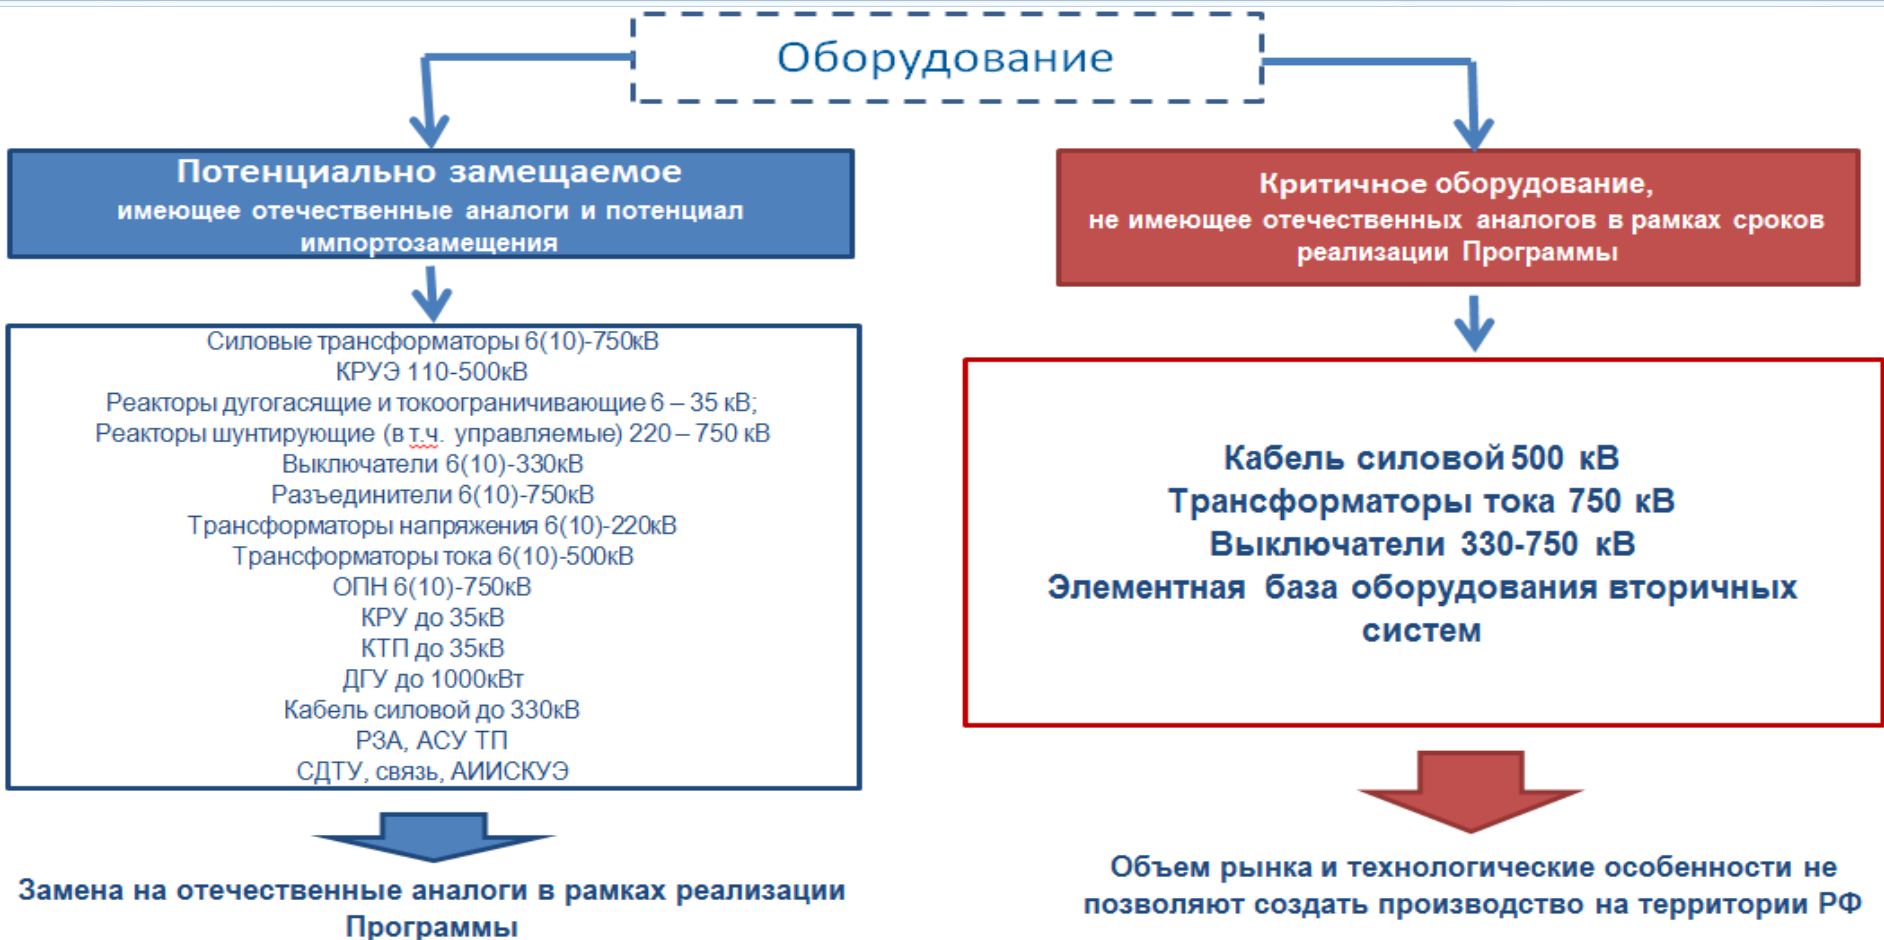 Оборудование
Потенциально замещаемое
имеющее отечественные аналоги и потенциал
импортозамещения
Силовые трансформаторы 6(10)-750кВ
КРУЭ 110-500кВ
Реакторы дугогасящие и токоограничивающие 6 – 35 кВ;
Реакторы шунтирующие (в т.ч. управляемые) 220 – 750 кВ
Выключатели 6(10)-330кВ
Разъединители 6(10)-750кВ
Трансформаторы напряжения 6(10)-220кВ
Трансформаторы тока 6(10)-500кВ
ОПН 6(10)-750кВ
КРУ до 35кВ
КТП до 35кВ
ДГУ до 1000кВт
Кабель силовой до 330кВ
РЗА, АСУ ТП
СДТУ, связь, АИИСКУЭ
Замена на отечественные аналоги в рамках реализации
Программы
Критичное оборудование,
не имеющее отечественных аналогов в рамках сроков
реализации Программы
Кабель силовой 500 кВ
Трансформаторы тока 750 кВ
Выключатели 330-750 кВ
Элементная база оборудования вторичных
систем
Объем рынка и технологические особенности не
позволяют создать производство на территории РФ